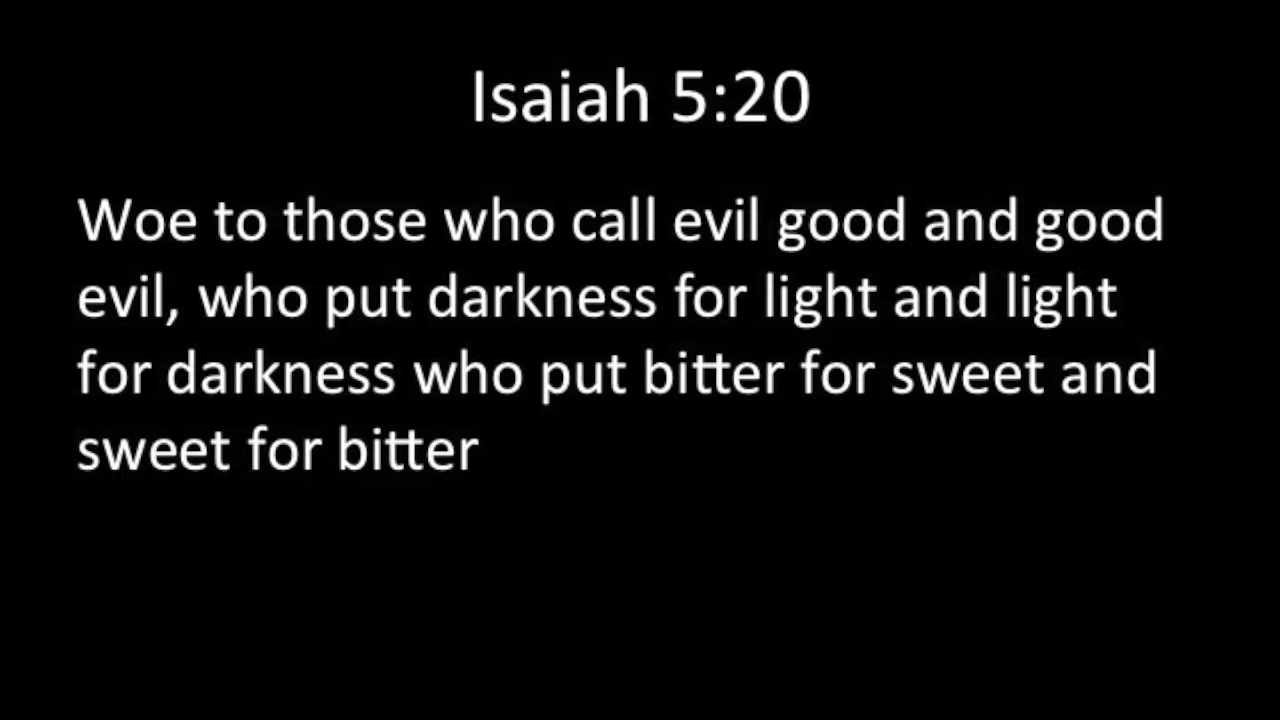 Isaiah 5:20
Woe to those who call evil good and good
evil, who put darkness for light and light
for darkness who put bitter for sweet and
sweet for bitter